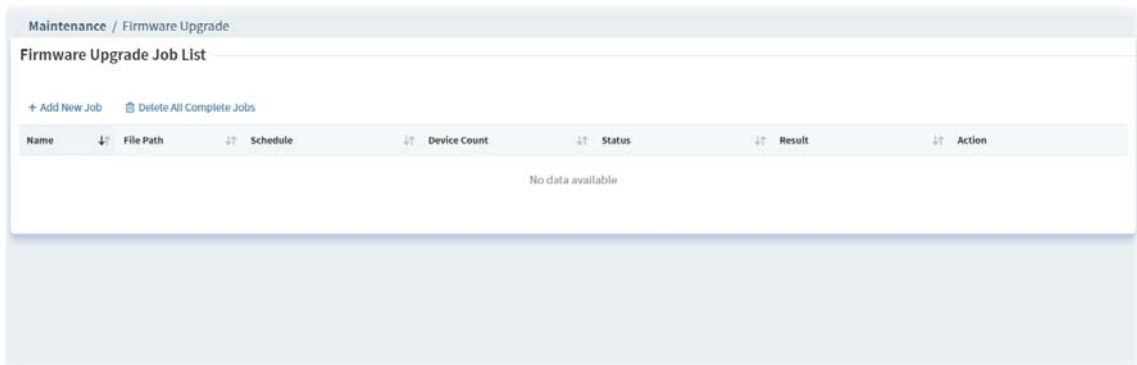 Maintenance / Firmware Upgrade
Firmware Upgrade Job List
+ Add New Job Delete All Complete Jobs
Name File Path Schedule Device Count Status Result Action
No data available